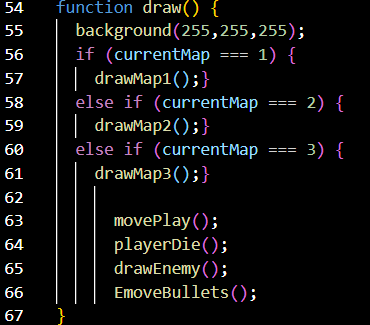 54 function draw() {
55 background(255,255,255);
56 if (currentMap === 1) {
57 drawMap1();}
58 else if (currentMap === 2) {
59 drawMap2();}
60 else if (currentMap === 3) {
61 drawMap3();}
62
63 movePlay();
64 playerDie();
65 drawEnemy();
66 EmoveBullets();
67 }